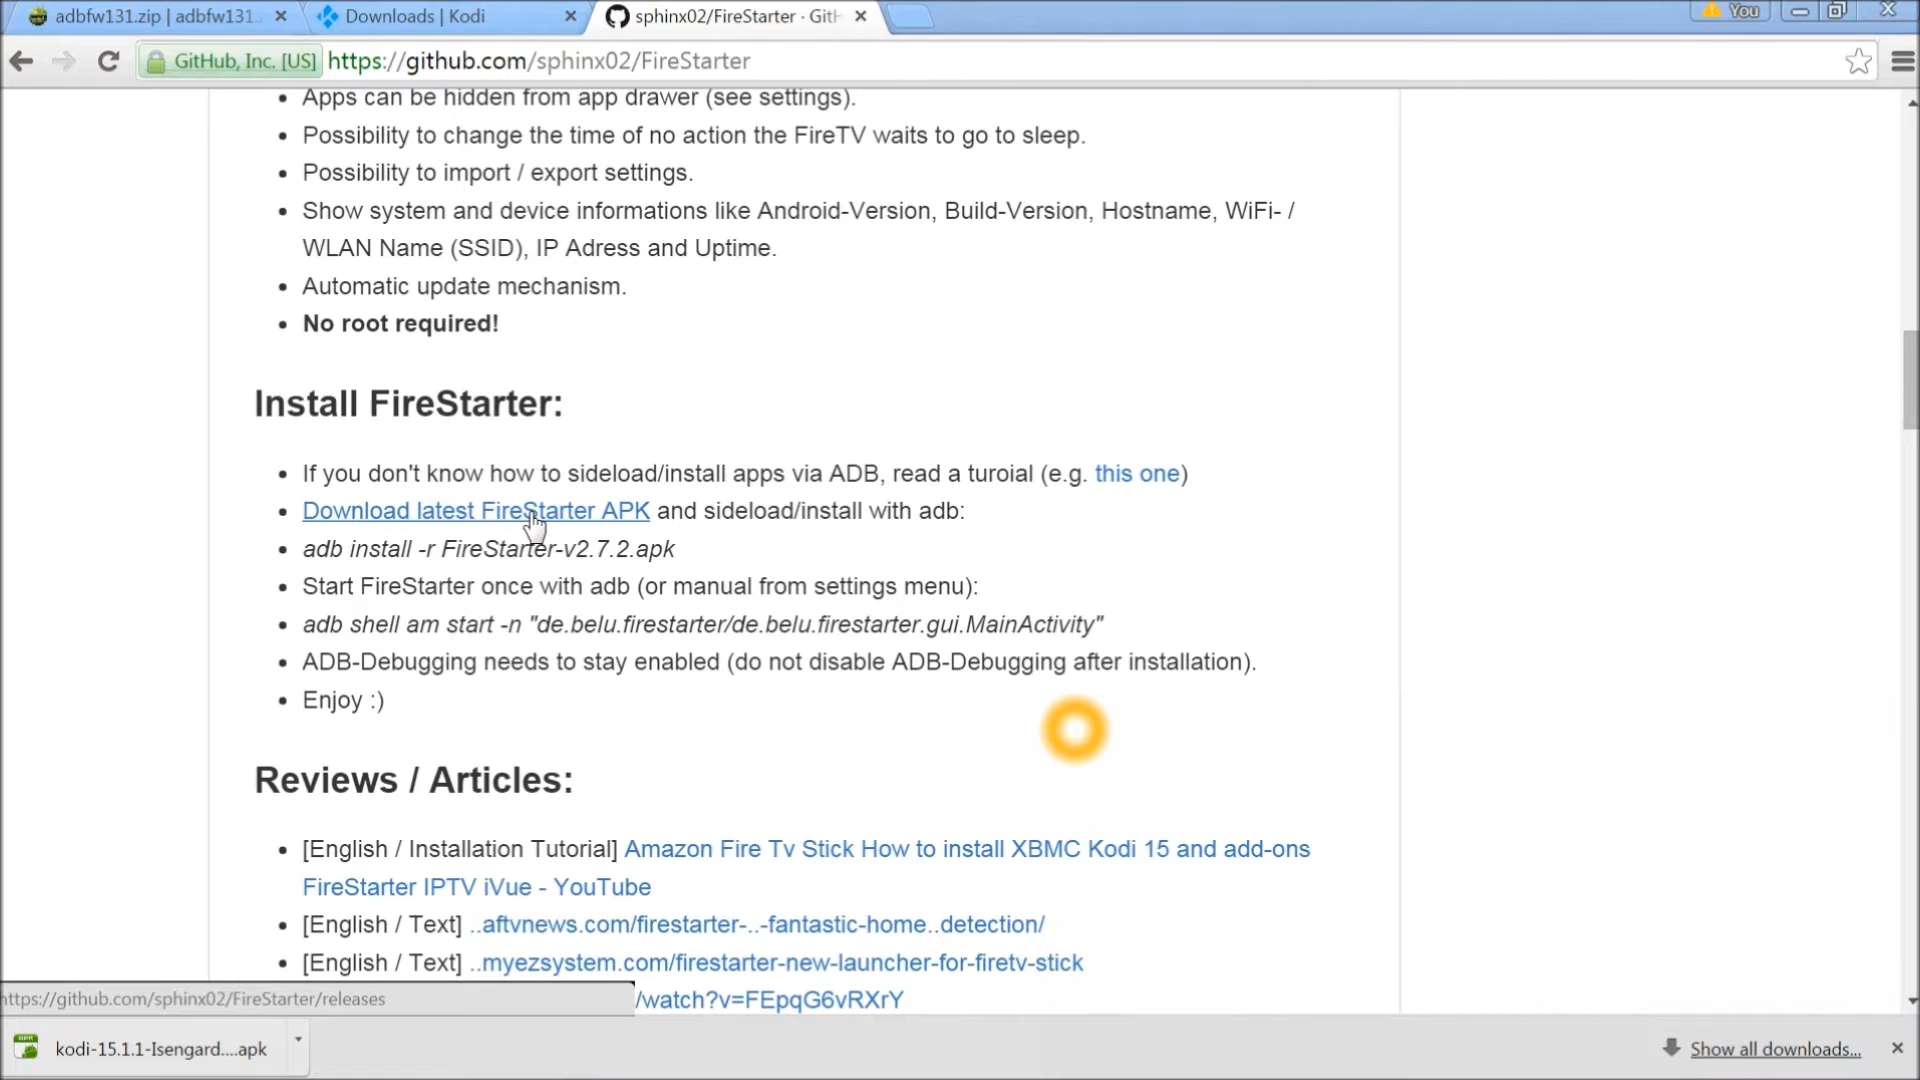 adbfw131.zip | adbfw131.
Downloads | Kodi
sphinx02/FireStarter · GitH
You
GitHub, Inc. [US]
https://github.com/sphinx02/FireStarter
Apps can be hidden from app drawer (see settings).
Possibility to change the time of no action the FireTV waits to go to sleep.
Possibility to import / export settings.
Show system and device informations like Android-Version, Build-Version, Hostname, WiFi- /
WLAN Name (SSID), IP Adress and Uptime.
Automatic update mechanism.
No root required!
Install FireStarter:
If you don't know how to sideload/install apps via ADB, read a turoial (e.g. this one)
Download latest FireStarter APK and sideload/install with adb:
adb install -r FireStarter-v2.7.2.apk
Start FireStarter once with adb (or manual from settings menu):
adb shell am start -n "de.belu.firestarter/de.belu.firestarter.gui.MainActivity"
ADB-Debugging needs to stay enabled (do not disable ADB-Debugging after installation).
Enjoy :)
Reviews / Articles:
[English / Installation Tutorial] Amazon Fire Tv Stick How to install XBMC Kodi 15 and add-ons
FireStarter IPTV iVue - YouTube
[English / Text] ..aftvnews.com/firestarter-..-fantastic-home..detection/
[English / Text] ..myezsystem.com/firestarter-new-launcher-for-firetv-stick
https://github.com/sphinx02/FireStarter/releases
/watch?v=FEpqG6vRXrY
kodi-15.1.1-Isengard....apk
Show all downloads...